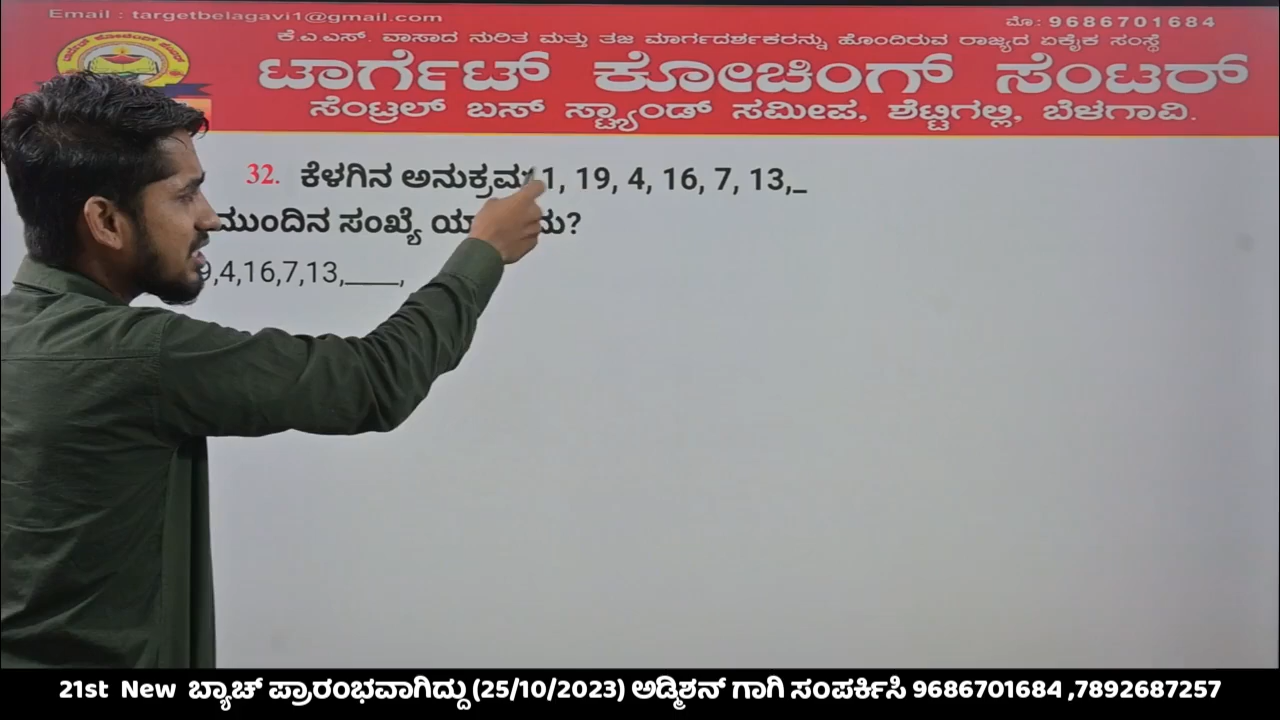 Email : targetbelagavi1@gmail.com
ಮೊ: 9686701684
ಕೆ.ಎ.ಎಸ್. ಪಾಸಾದ ನುರಿತ ಮತ್ತು ತಜ್ಞ ಮಾರ್ಗದರ್ಶಕರನ್ನು ಹೊಂದಿರುವ ರಾಜ್ಯದ ಏಕೈಕ ಸಂಸ್ಥೆ
ಟಾರ್ಗೆಟ್ ಕೋಚಿಂಗ್ ಸೆಂಟರ್
ಸೆಂಟ್ರಲ್ ಬಸ್ ಸ್ಟ್ಯಾಂಡ್ ಸಮೀಪ, ಶೆಟ್ಟಿಗಲ್ಲಿ, ಬೆಳಗಾವಿ.
32. ಕೆಳಗಿನ ಅನುಕ್ರಮ 1, 19, 4, 16, 7, 13,_
ಮುಂದಿನ ಸಂಖ್ಯೆ
9,4,16,7,13,____,
21st New ಬ್ಯಾಚ್ ಪ್ರಾರಂಭವಾಗಿದ್ದು (25/10/2023) ಅಡ್ಮಿಶನ್ ಗಾಗಿ ಸಂಪರ್ಕಿಸಿ 9686701684 ,7892687257